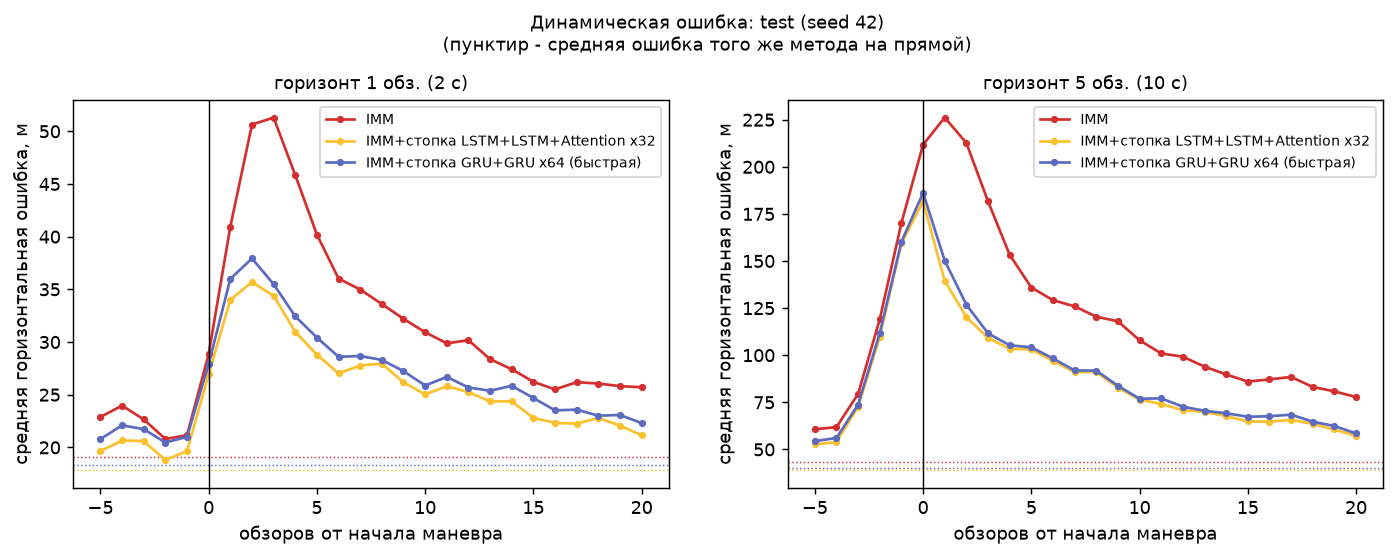 Динамическая ошибка: test (seed 42)
(пунктир - средняя ошибка того же метода на прямой)
горизонт 1 обз. (2 с)
средняя горизонтальная ошибка, м
50
45
40
35
30
25
20
IMM
IMM+стопка LSTM+LSTM+Attention x32
IMM+стопка GRU+GRU x64 (быстрая)
−5 0 5 10 15 20
обзоров от начала маневра
горизонт 5 обз. (10 с)
средняя горизонтальная ошибка, м
225
200
175
150
125
100
75
50
IMM
IMM+стопка LSTM+LSTM+Attention x32
IMM+стопка GRU+GRU x64 (быстрая)
−5 0 5 10 15 20
обзоров от начала маневра